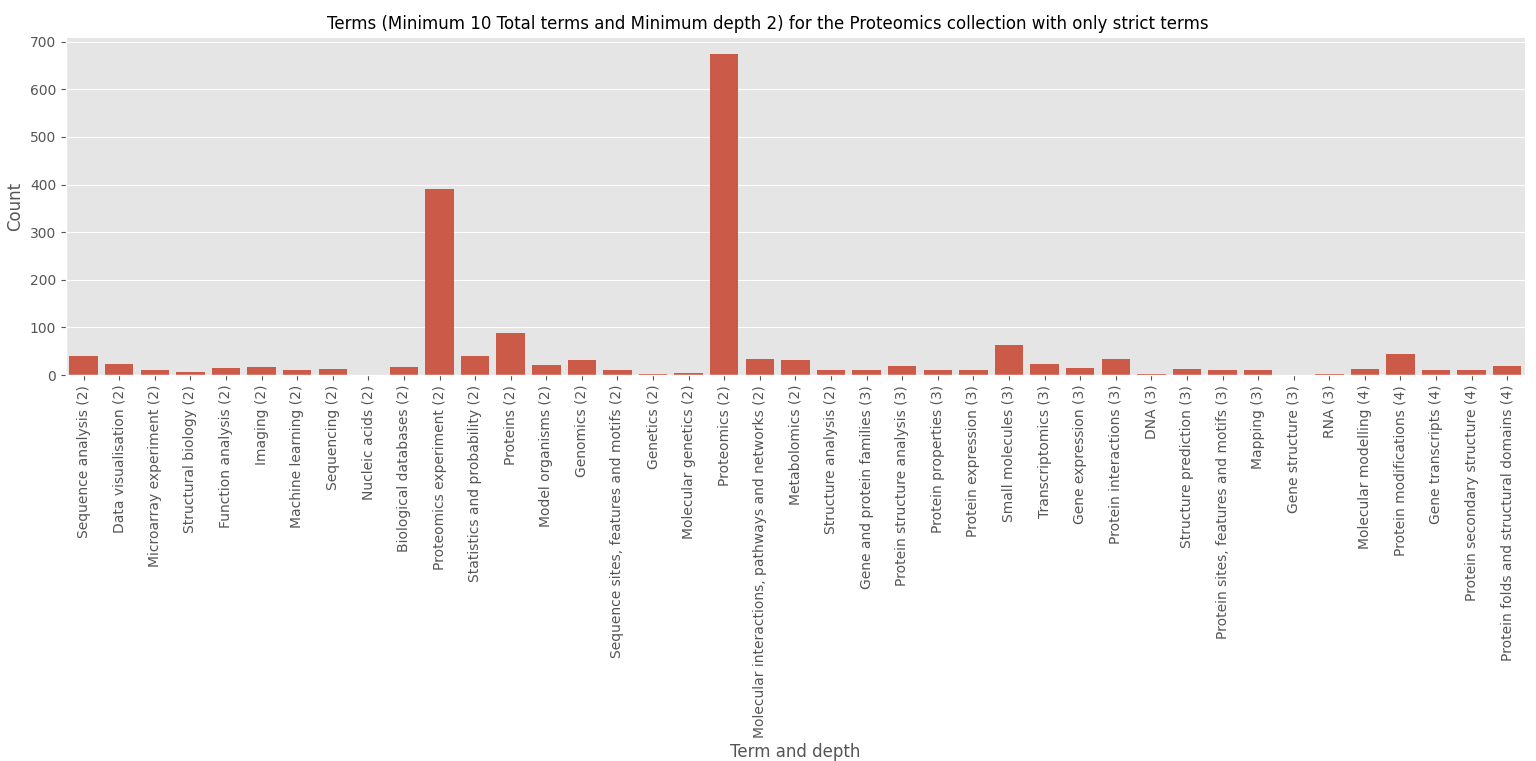 Terms (Minimum 10 Total terms and Minimum depth 2) for the Proteomics collection with only strict terms
700
600
500
400
300
200
100
0
Count
Sequence analysis (2)
Data visualisation (2)
Microarray experiment (2)
Structural biology (2)
Function analysis (2)
Imaging (2)
Machine learning (2)
Sequencing (2)
Nucleic acids (2)
Biological databases (2)
Proteomics experiment (2)
Statistics and probability (2)
Proteins (2)
Model organisms (2)
Genomics (2)
Sequence sites, features and motifs (2)
Genetics (2)
Molecular genetics (2)
Proteomics (2)
Molecular interactions, pathways and networks (2)
Metabolomics (2)
Structure analysis (2)
Gene and protein families (3)
Protein structure analysis (3)
Protein properties (3)
Protein expression (3)
Small molecules (3)
Transcriptomics (3)
Gene expression (3)
Protein interactions (3)
DNA (3)
Structure prediction (3)
Protein sites, features and motifs (3)
Mapping (3)
Gene structure (3)
RNA (3)
Molecular modelling (4)
Protein modifications (4)
Gene transcripts (4)
Protein secondary structure (4)
Protein folds and structural domains (4)
Term and depth